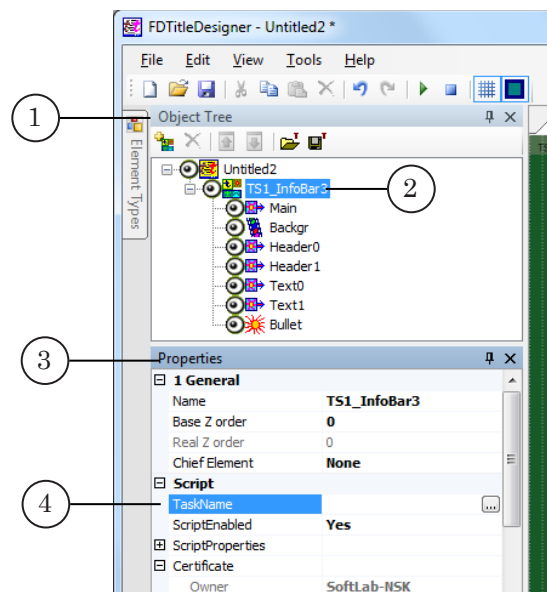 FDTitleDesigner - Untitled2 *
File Edit View Tools Help
1
Object Tree
Element Types
Untitled2
TS1_InfoBar3
2
Main
Backgr
Header0
Header1
Text0
Text1
Bullet
3
Properties
1 General
Name TS1_InfoBar3
Base Z order 0
Real Z order 0
Chief Element None
Script
4
TaskName ...
ScriptEnabled Yes
ScriptProperties
Certificate
Owner SoftLab-NSK